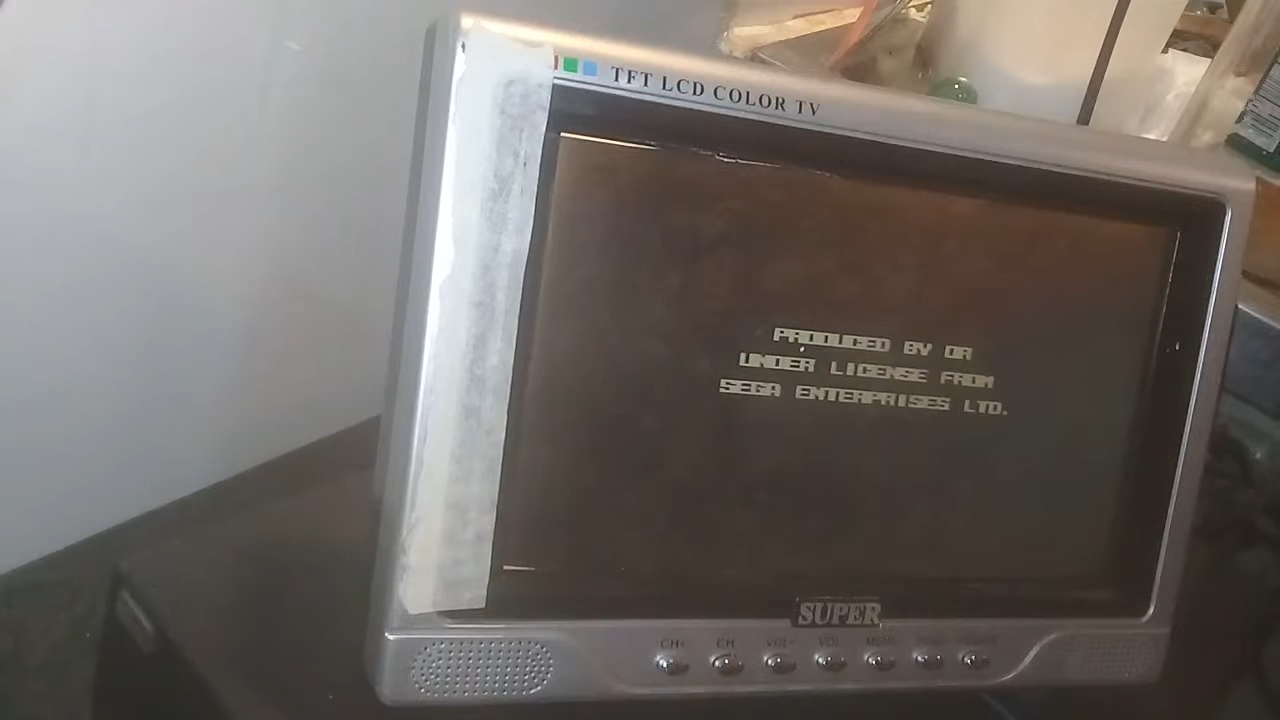 TFT LCD COLOR TV
PRODUCED BY OR
UNDER LICENSE FROM
SEGA ENTERPRISES LTD.
SUPER
CH+ CH VOL+ VOL MENU